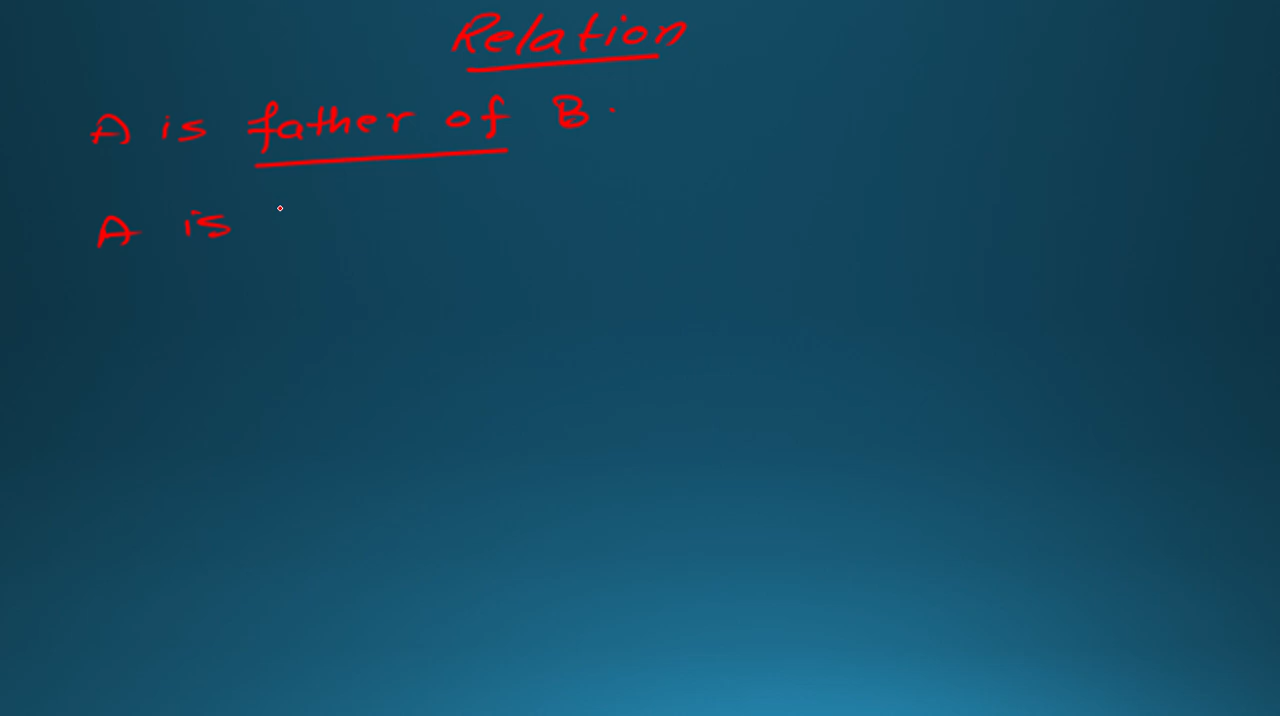 Relation
A is father of B.
A is